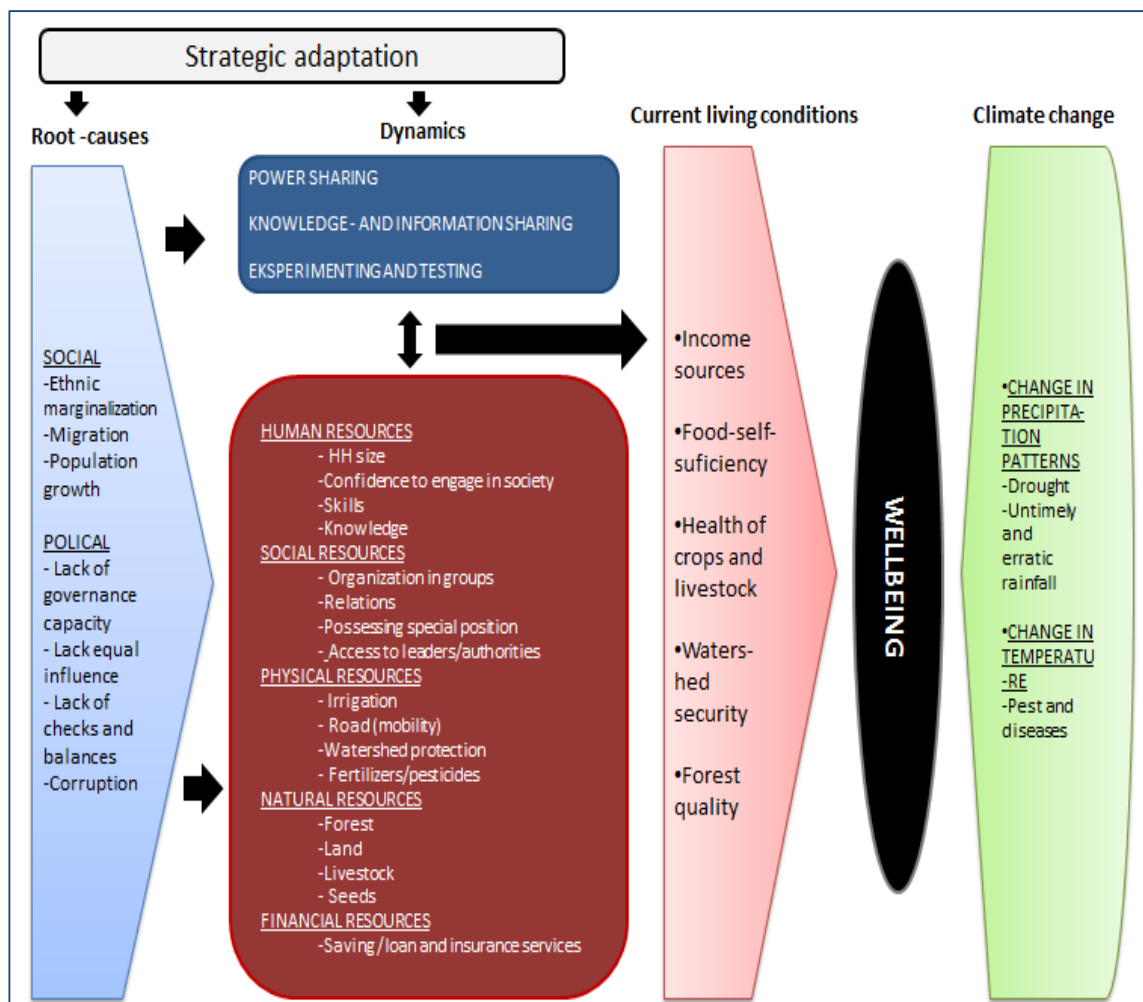 Strategic adaptation
Root -causes
Dynamics
Current living conditions
Climate change
SOCIAL
-Ethnic
marginalization
-Migration
-Population
growth
POLICAL
- Lack of
governance
capacity
- Lack equal
influence
- Lack of
checks and
balances
-Corruption
POWER SHARING
KNOWLEDGE - AND INFORMATION SHARING
EKSPERIMENTING AND TESTING
HUMAN RESOURCES
- HH size
-Confidence to engage in society
-Skills
-Knowledge
SOCIAL RESOURCES
- Organization in groups
-Relations
-Possessing special position
-Access to leaders/authorities
PHYSICAL RESOURCES
- Irrigation
- Road (mobility)
-Watershed protection
- Fertilizers/pesticides
NATURAL RESOURCES
-Forest
-Land
-Livestock
- Seeds
FINANCIAL RESOURCES
-Saving/loan and insurance services
•Income
sources
•Food-self-
suficiency
•Health of
crops and
livestock
•Waters-
hed
security
•Forest
quality
WELLBEING
•CHANGE IN
PRECIPITA-
TION
PATTERNS
-Drought
-Untimely
and
erratic
rainfall
•CHANGE IN
TEMPERATU
-RE
-Pest and
diseases